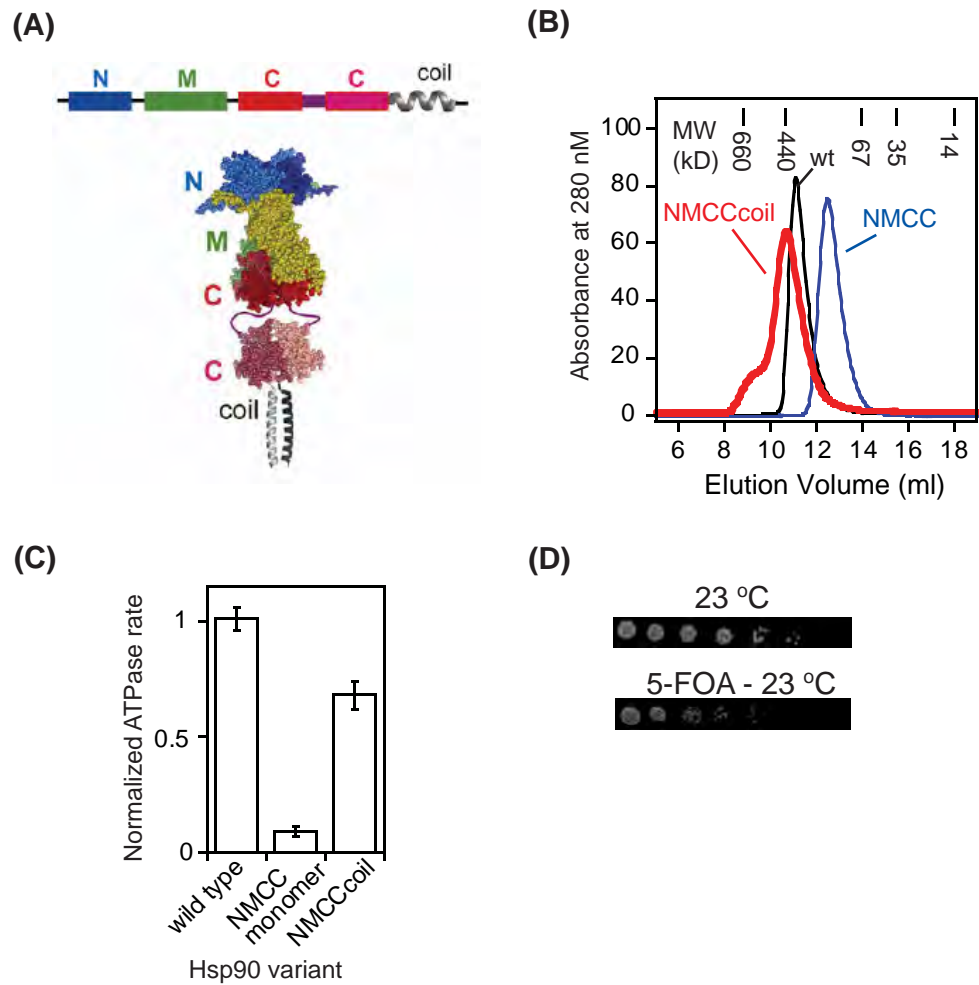 (A)
N M C C coil
N
M
C
C
coil
(B)
100
80
60
40
20
0
Absorbance at 280 nM
MW
(kD)
660
440
67
35
14
wt
NMCCcoil
NMCC
6 8 10 12 14 16 18
Elution Volume (ml)
(C)
Normalized ATPase rate
1
0.5
0
wild type
NMCC
monomer
NMCCcoil
Hsp90 variant
(D)
23 °C
5-FOA - 23 °C